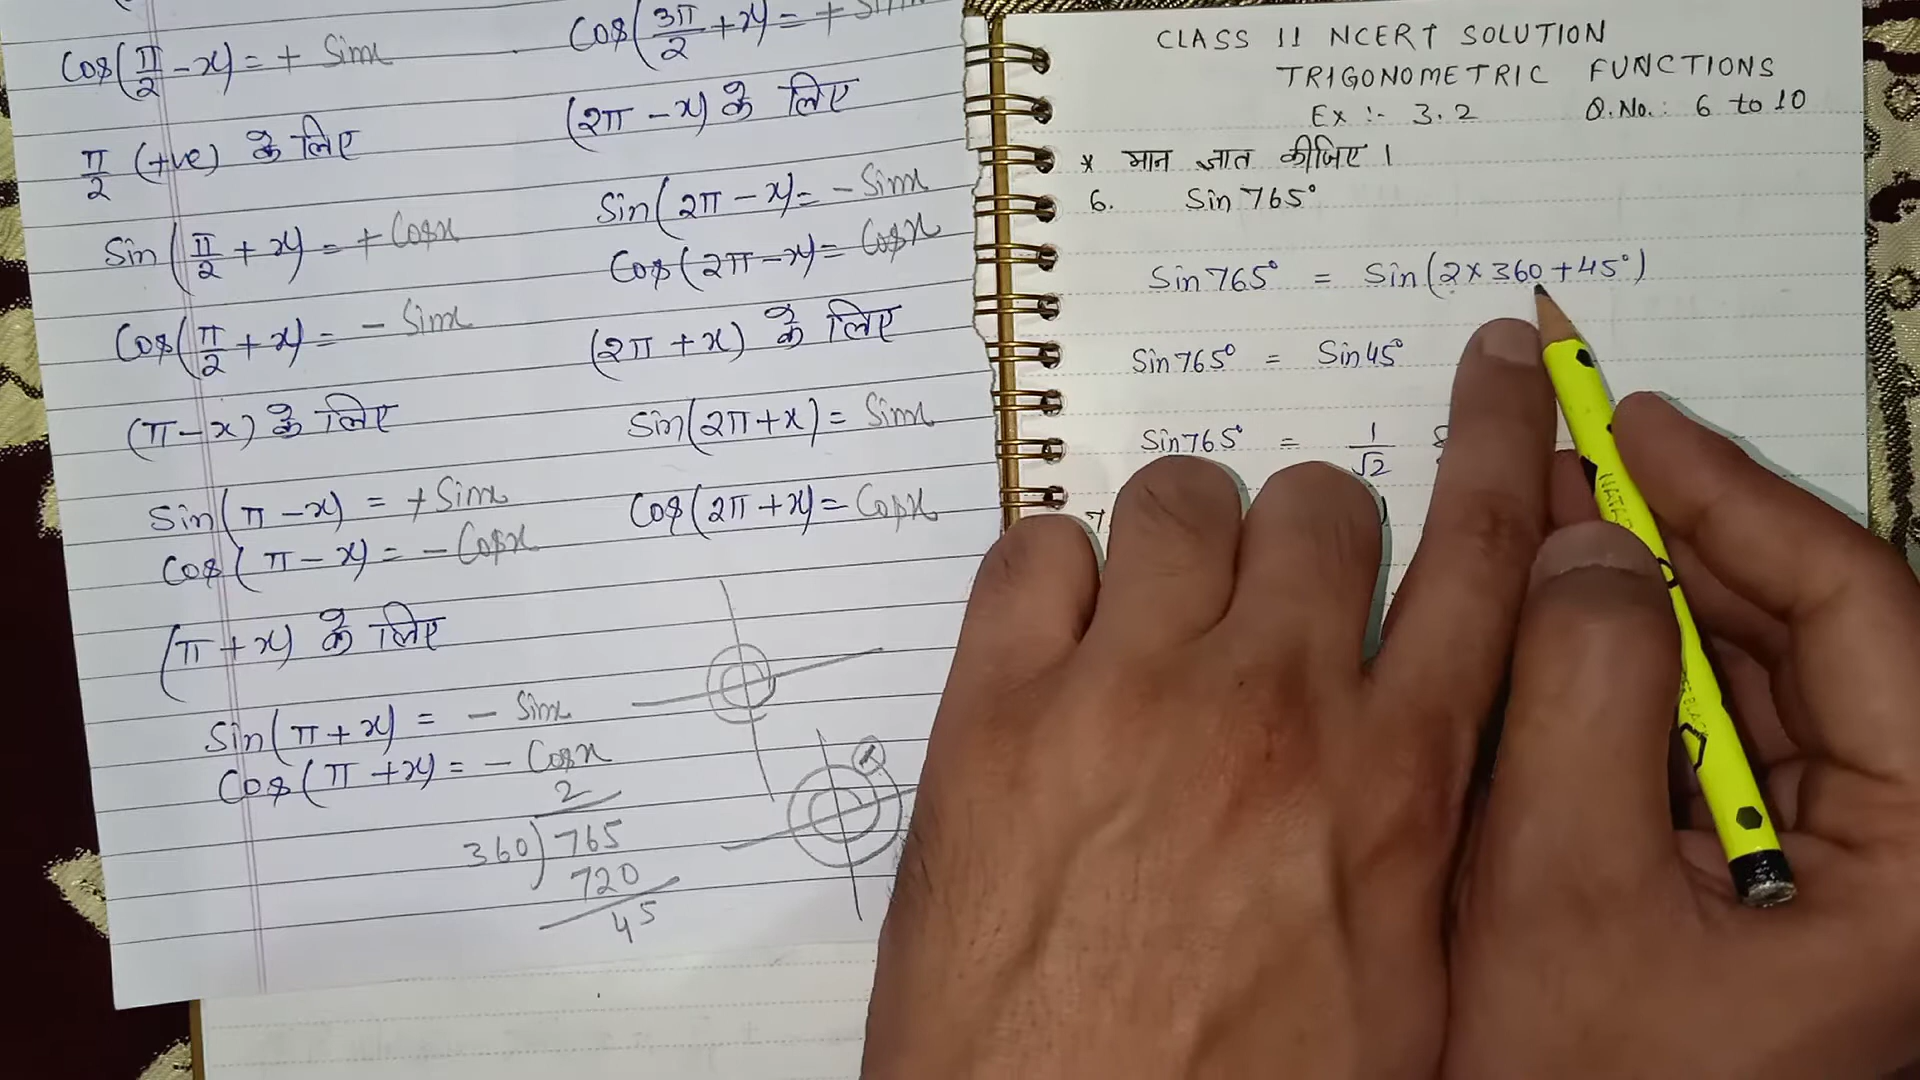 Cos(π/2 - x) = + Sinx
π/2 (+ve) के लिए
Sin(π/2 + x) = + Cosx
Cos(π/2 + x) = - Sinx
(π - x) के लिए
Sin(π - x) = + Sinx
Cos(π - x) = - Cosx
(π + x) के लिए
Sin(π + x) = - Sinx
Cos(π + x) = - Cosx
2
360)765
720
45
Cos(3π/2 + x) = +
(2π - x) के लिए
Sin(2π - x) = - Sinx
Cos(2π - x) = Cosx
(2π + x) के लिए
Sin(2π + x) = Sinx
Cos(2π + x) = Cosx
CLASS 11 NCERT SOLUTION
TRIGONOMETRIC FUNCTIONS
Ex :- 3.2 Q.No.: 6 to 10
* मान ज्ञात कीजिए ।
6. Sin 765°
Sin 765° = Sin (2 x 360 + 45°)
Sin 765° = Sin 45°
Sin 765° = 1/√2
7.